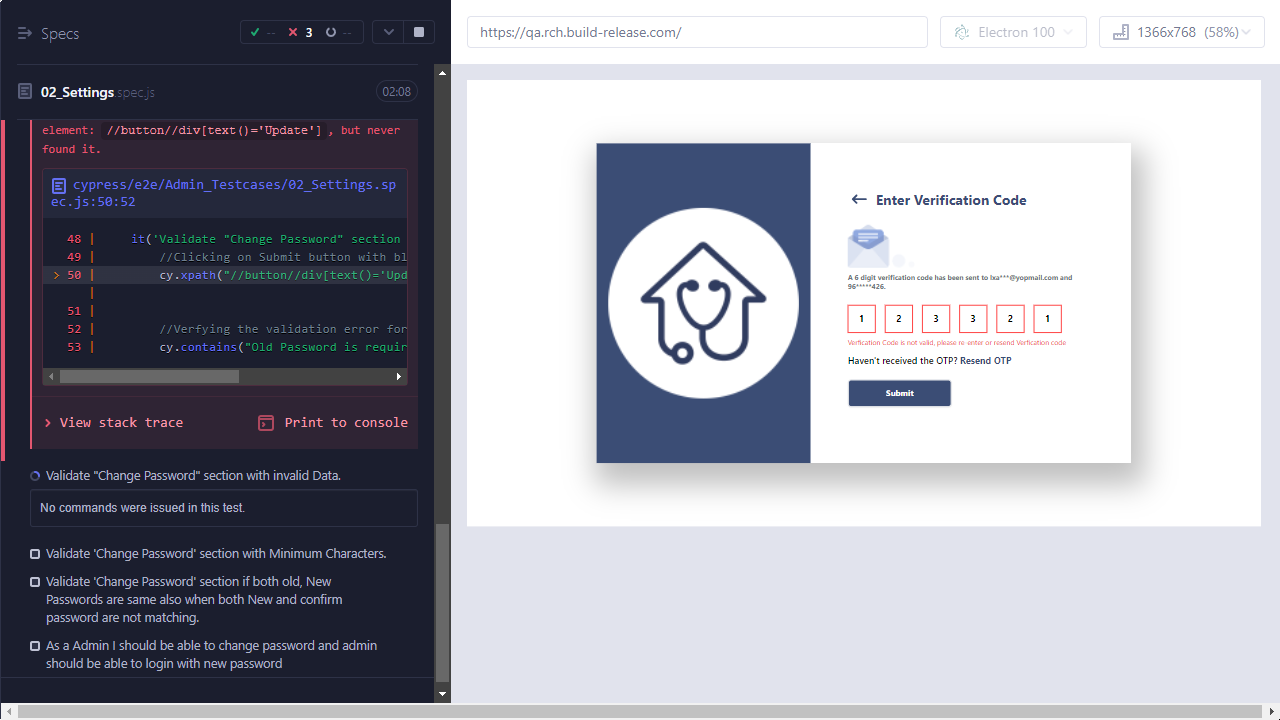 Specs
-- 3 --
https://qa.rch.build-release.com/
Electron 100
1366x768 (58%)
02_Settings.spec.js
02:08
element: //button//div[text()='Update'] , but never
found it.
cypress/e2e/Admin_Testcases/02_Settings.sp
ec.js:50:52
48 | it('Validate "Change Password" section
49 | //Clicking on Submit button with bl
> 50 | cy.xpath("//button//div[text()='Upd
|
51 |
52 | //Verfying the validation error for
53 | cy.contains("Old Password is requir
View stack trace
Print to console
Validate "Change Password" section with invalid Data.
No commands were issued in this test.
Validate 'Change Password' section with Minimum Characters.
Validate 'Change Password' section if both old, New
Passwords are same also when both New and confirm
password are not matching.
As a Admin I should be able to change password and admin
should be able to login with new password
Enter Verification Code
A 6 digit verification code has been sent to lxa***@yopmail.com and
96*****426.
1 2 3 3 2 1
Verfication Code is not valid, please re-enter or resend Verfication code
Haven't received the OTP? Resend OTP
Submit